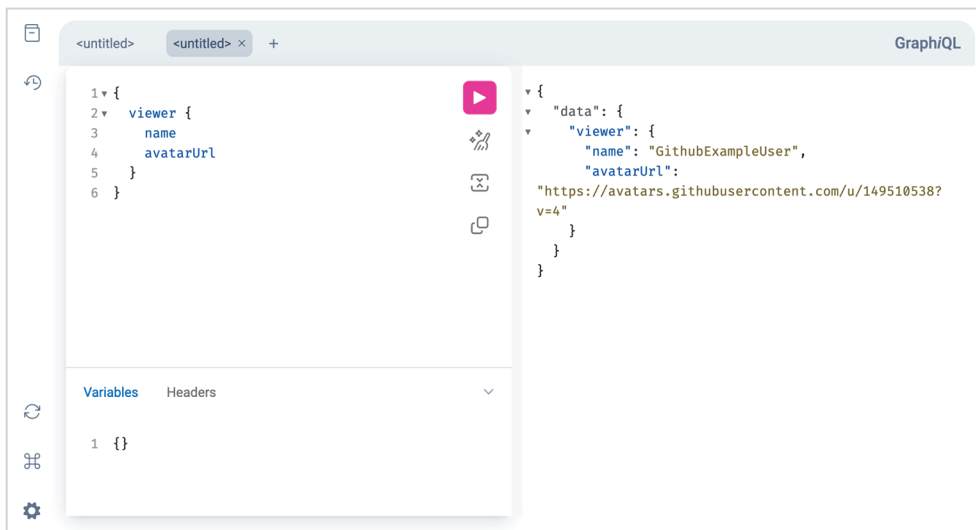 <untitled>
<untitled> × +
GraphiQL
1 {
2 viewer {
3 name
4 avatarUrl
5 }
6 }
Variables Headers
1 {}
{
"data": {
"viewer": {
"name": "GithubExampleUser",
"avatarUrl":
"https://avatars.githubusercontent.com/u/149510538?
v=4"
}
}
}